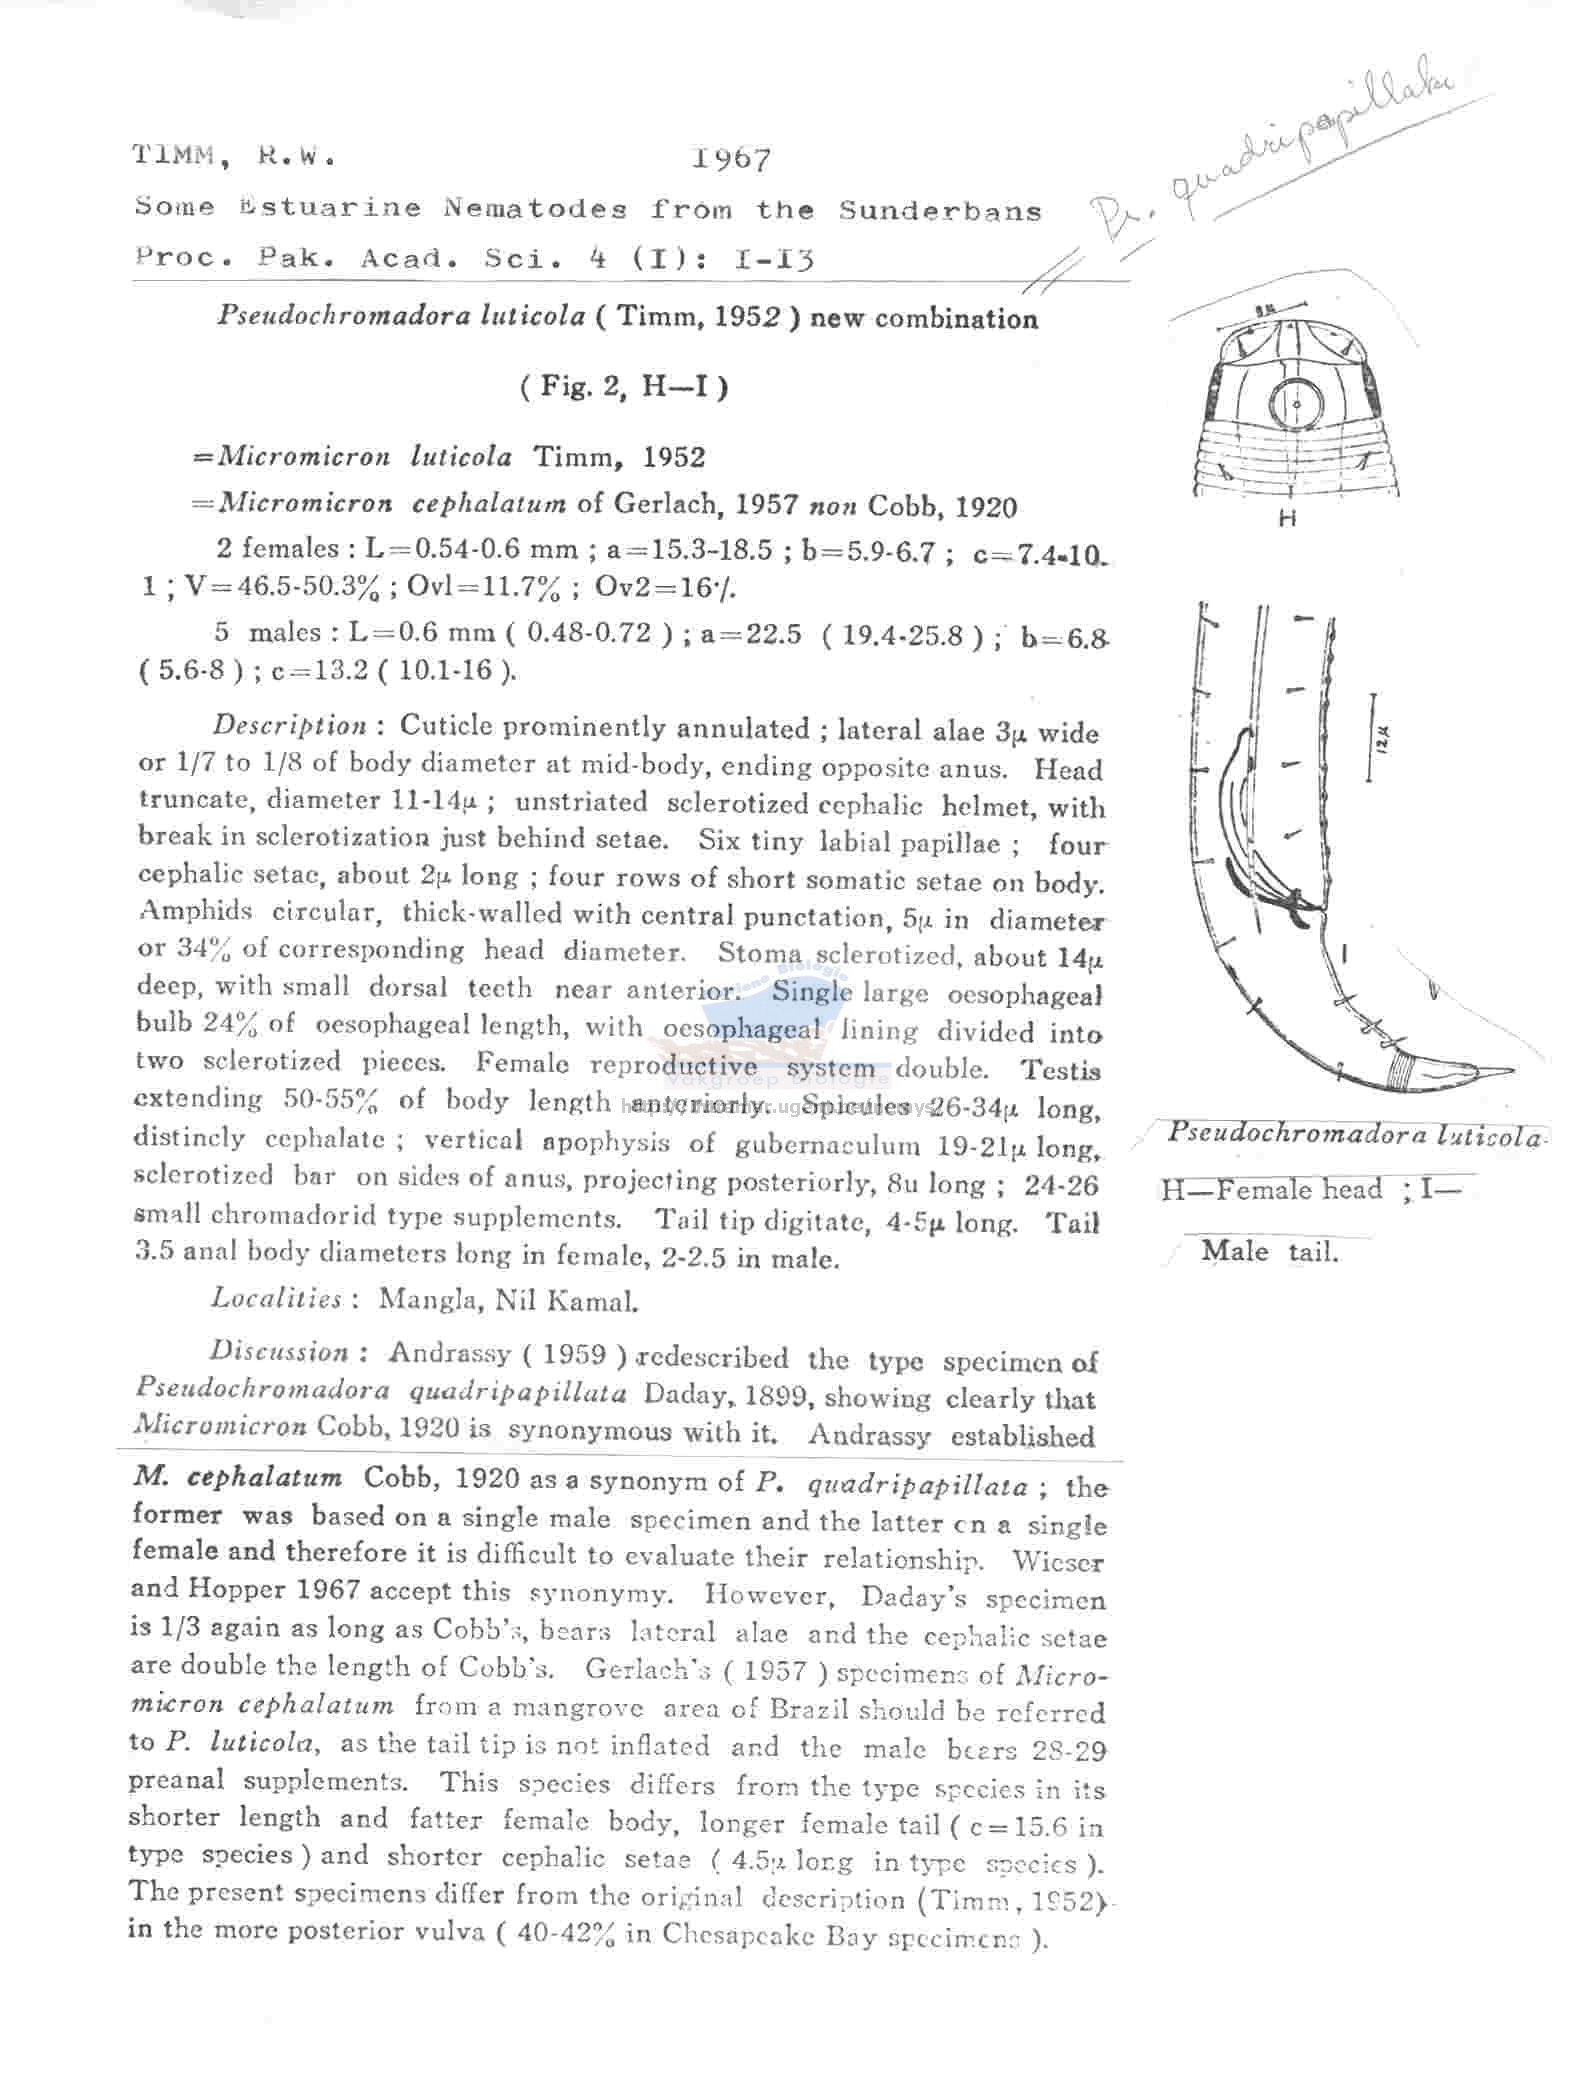 TIMM, R.W. 1967
Some Estuarine Nematodes from the Sunderbans
Proc. Pak. Acad. Sci. 4 (I): I-I3
Ps. quadripapillata
Pseudochromadora luticola ( Timm, 1952 ) new combination
( Fig. 2, H—I )
=Micromicron luticola Timm, 1952
=Micromicron cephalatum of Gerlach, 1957 non Cobb, 1920
2 females : L=0.54-0.6 mm ; a=15.3-18.5 ; b=5.9-6.7 ; c=7.4-10.
1 ; V=46.5-50.3% ; Ovl=11.7% ; Ov2=16%.
5 males : L=0.6 mm ( 0.48-0.72 ) ; a=22.5 ( 19.4-25.8 ) ; b=6.8
( 5.6-8 ) ; c=13.2 ( 10.1-16 ).
Description : Cuticle prominently annulated ; lateral alae 3µ wide
or 1/7 to 1/8 of body diameter at mid-body, ending opposite anus. Head
truncate, diameter 11-14µ ; unstriated sclerotized cephalic helmet, with
break in sclerotization just behind setae. Six tiny labial papillae ; four
cephalic setae, about 2µ long ; four rows of short somatic setae on body.
Amphids circular, thick-walled with central punctation, 5µ in diameter
or 34% of corresponding head diameter. Stoma sclerotized, about 14µ
deep, with small dorsal teeth near anterior. Single large oesophageal
bulb 24% of oesophageal length, with oesophageal lining divided into
two sclerotized pieces. Female reproductive system double. Testis
extending 50-55% of body length anteriorly. Spicules 26-34µ long,
distincly cephalate ; vertical apophysis of gubernaculum 19-21µ long,
sclerotized bar on sides of anus, projecting posteriorly, 8u long ; 24-26
small chromadorid type supplements. Tail tip digitate, 4-5µ long. Tail
3.5 anal body diameters long in female, 2-2.5 in male.
Localities : Mangla, Nil Kamal.
Discussion : Andrassy ( 1959 ) redescribed the type specimen of
Pseudochromadora quadripapillata Daday, 1899, showing clearly that
Micromicron Cobb, 1920 is synonymous with it. Andrassy established
M. cephalatum Cobb, 1920 as a synonym of P. quadripapillata ; the
former was based on a single male specimen and the latter on a single
female and therefore it is difficult to evaluate their relationship. Wieser
and Hopper 1967 accept this synonymy. However, Daday's specimen
is 1/3 again as long as Cobb's, bears lateral alae and the cephalic setae
are double the length of Cobb's. Gerlach's ( 1957 ) specimens of Micro-
micron cephalatum from a mangrove area of Brazil should be referred
to P. luticola, as the tail tip is not inflated and the male bears 28-29
preanal supplements. This species differs from the type species in its
shorter length and fatter female body, longer female tail ( c=15.6 in
type species ) and shorter cephalic setae ( 4.5µ long in type species ).
The present specimens differ from the original description (Timm, 1952)
in the more posterior vulva ( 40-42% in Chesapeake Bay specimens ).
H
12 µ
I
Pseudochromadora luticola
H—Female head ; I—
Male tail.
vakgroep biologie